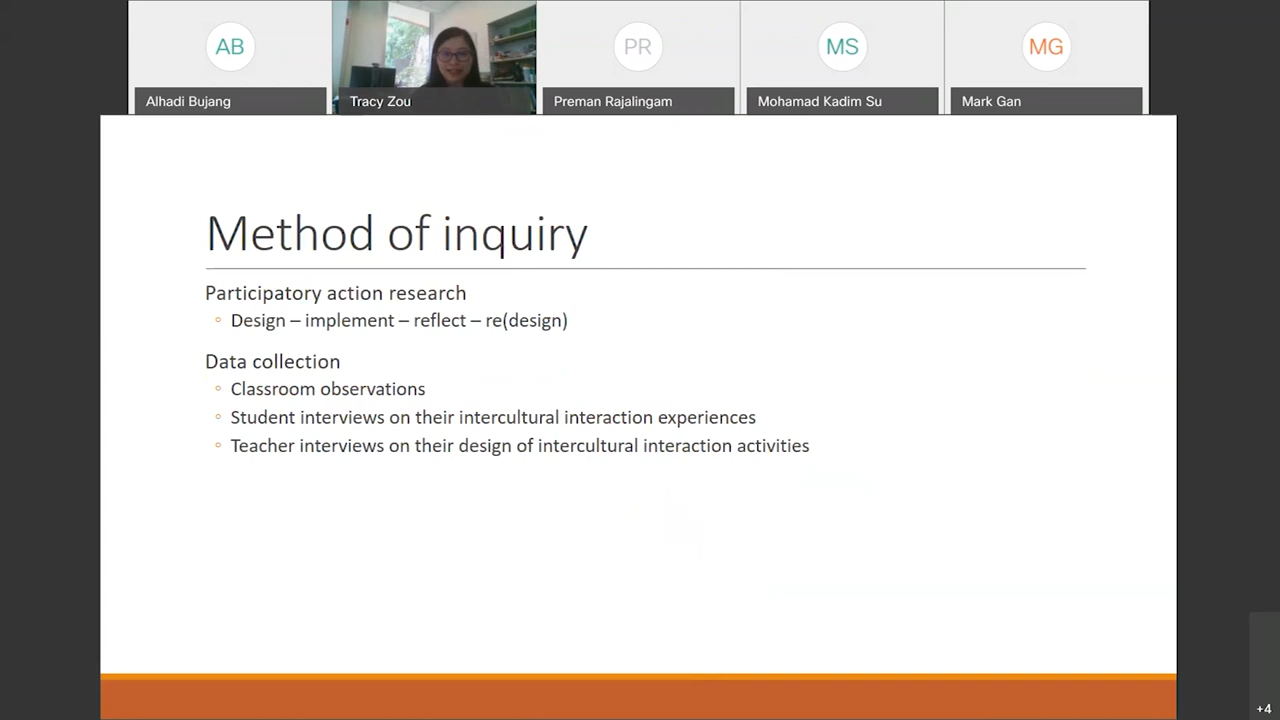 AB
PR
MS
MG
Alhadi Bujang
Tracy Zou
Preman Rajalingam
Mohamad Kadim Su
Mark Gan
Method of inquiry
Participatory action research
◦ Design – implement – reflect – re(design)
Data collection
◦ Classroom observations
◦ Student interviews on their intercultural interaction experiences
◦ Teacher interviews on their design of intercultural interaction activities
+4